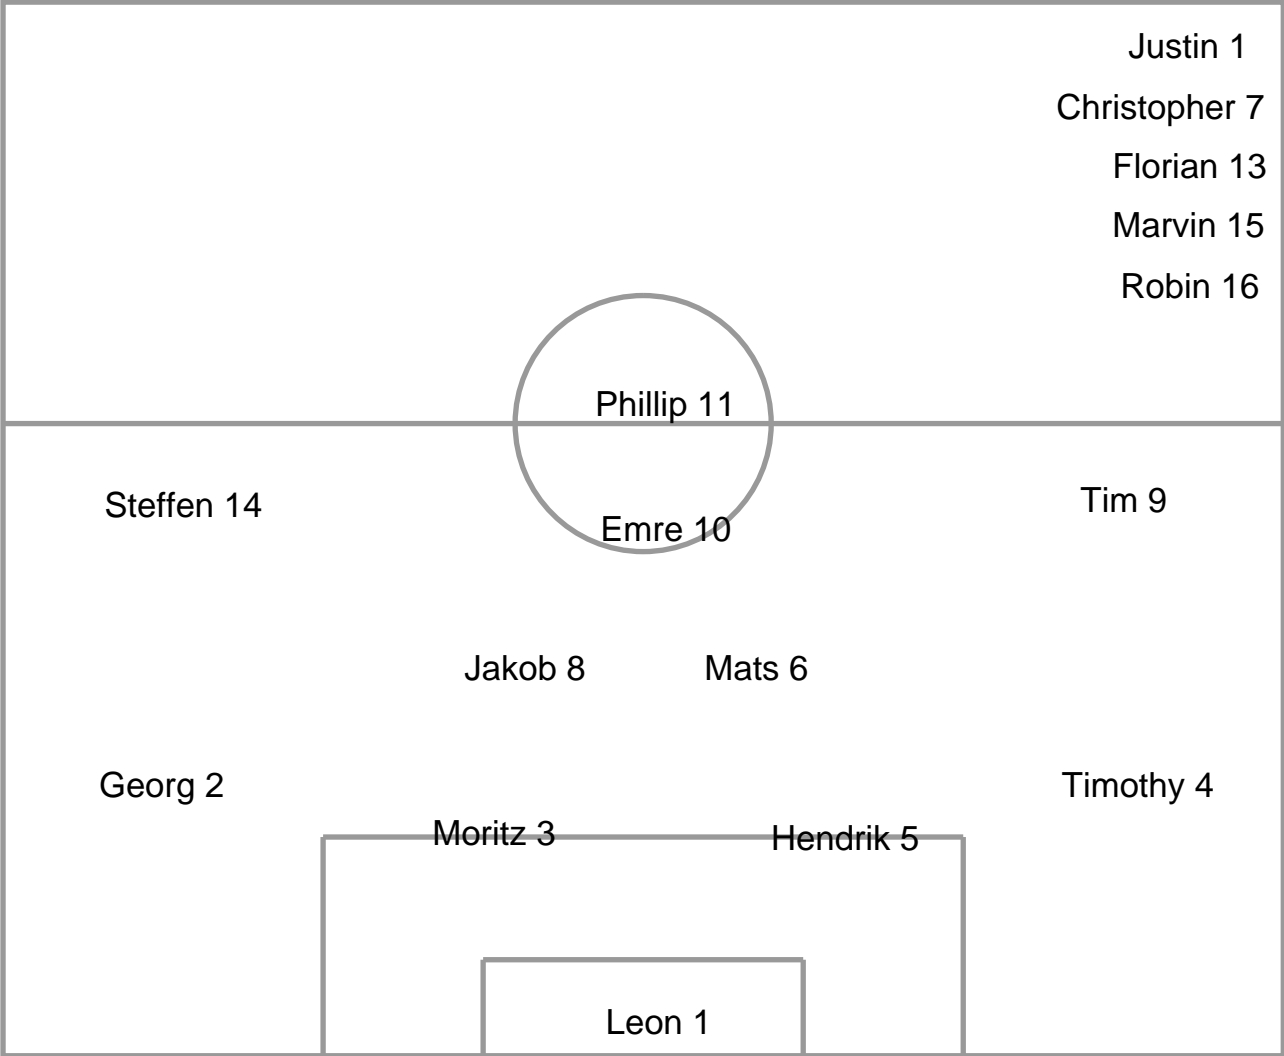 Justin 1
Christopher 7
Florian 13
Marvin 15
Robin 16
Phillip 11
Steffen 14
Tim 9
Emre 10
Jakob 8
Mats 6
Georg 2
Timothy 4
Moritz 3
Hendrik 5
Leon 1